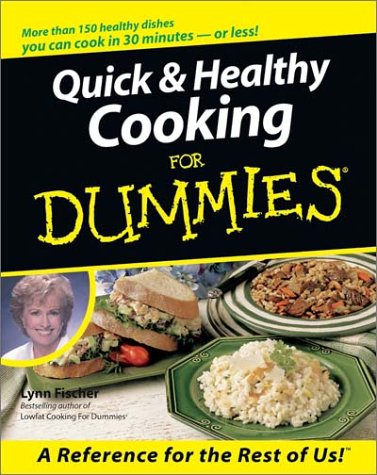 More than 150 healthy dishes
you can cook in 30 minutes — or less!
Quick & Healthy
Cooking
FOR
DUMMIES®
Lynn Fischer
Bestselling author of
Lowfat Cooking For Dummies®
A Reference for the Rest of Us!™